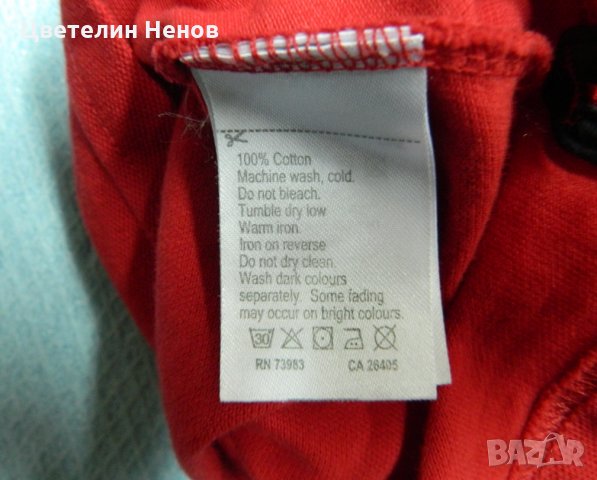 Цветелин Ненов
100% Cotton
Machine wash, cold.
Do not bleach.
Tumble dry low
Warm iron.
Iron on reverse
Do not dry clean.
Wash dark colours
separately. Some fading
may occur on bright colours.
30
RN 73983 CA 26405
BAZAR